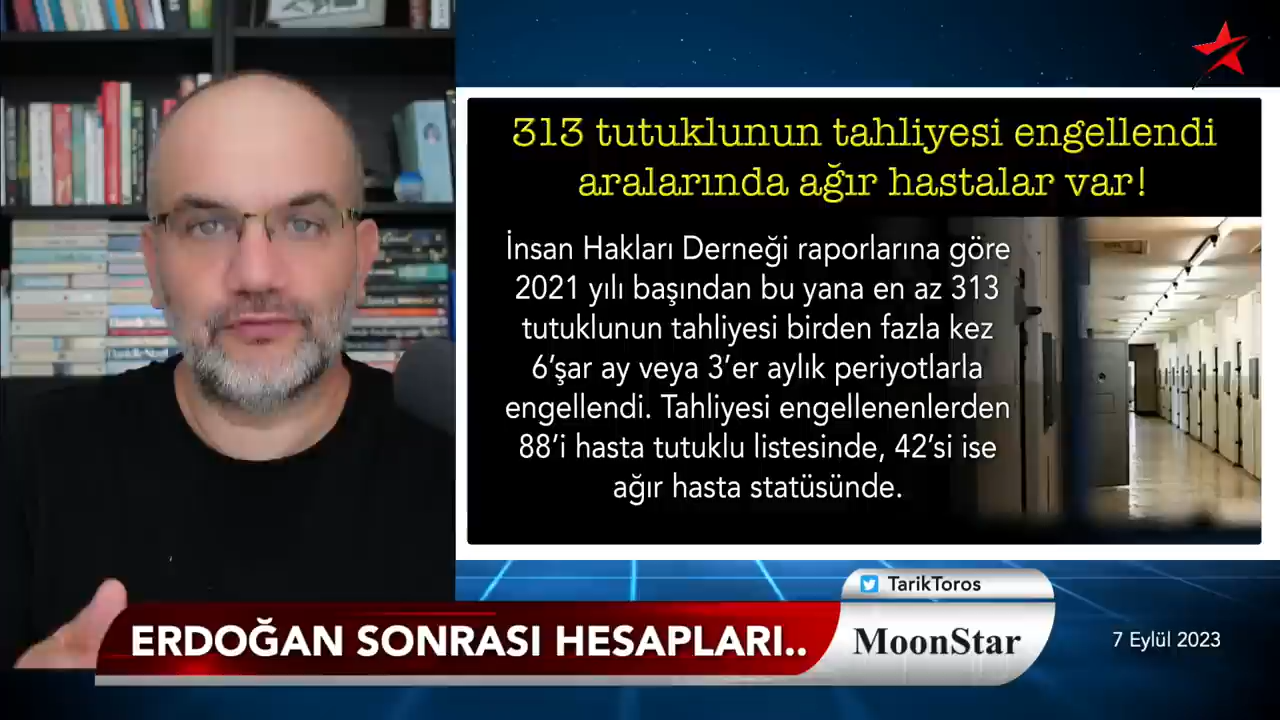 313 tutuklunun tahliyesi engellendi
aralarında ağır hastalar var!
İnsan Hakları Derneği raporlarına göre
2021 yılı başından bu yana en az 313
tutuklunun tahliyesi birden fazla kez
6’şar ay veya 3’er aylık periyotlarla
engellendi. Tahliyesi engellenenlerden
88’i hasta tutuklu listesinde, 42’si ise
ağır hasta statüsünde.
TarikToros
ERDOĞAN SONRASI HESAPLARI..
MoonStar
7 Eylül 2023